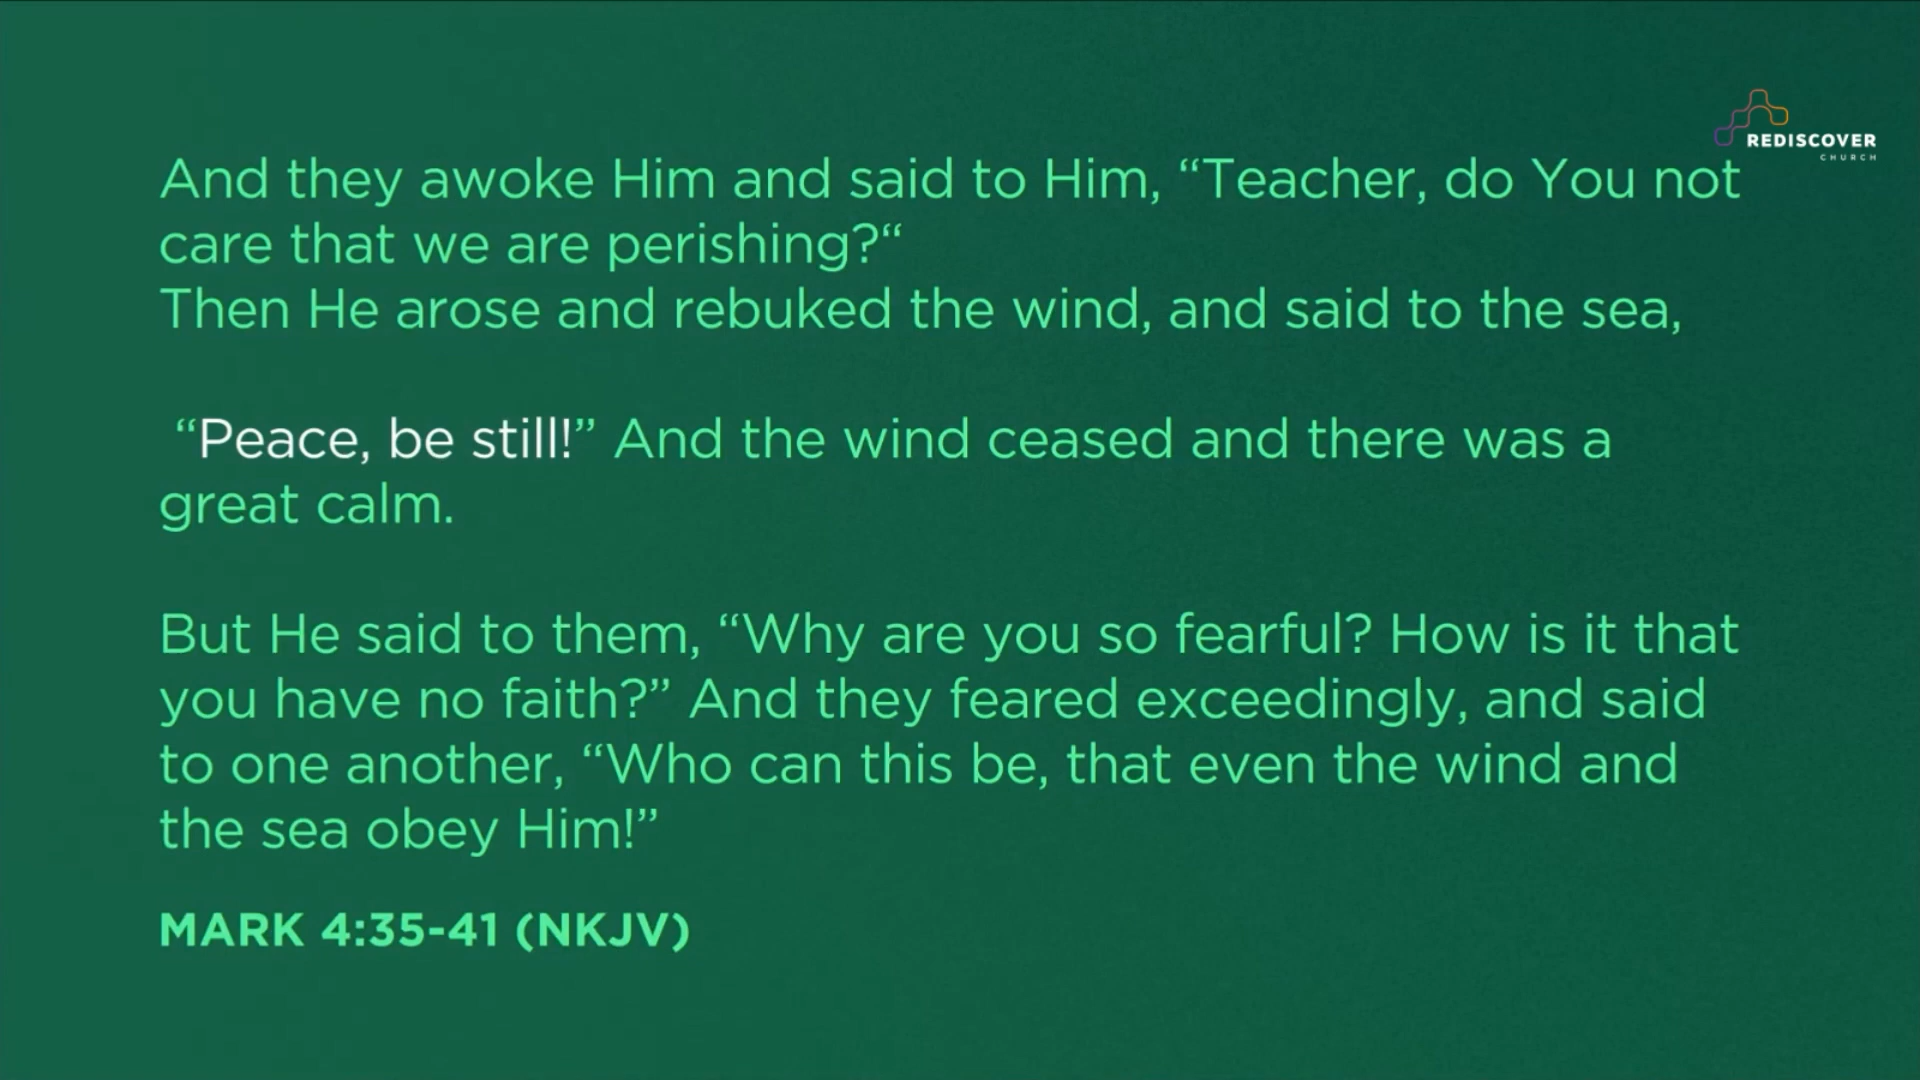 REDISCOVER
CHURCH
And they awoke Him and said to Him, “Teacher, do You not
care that we are perishing?“
Then He arose and rebuked the wind, and said to the sea,
“Peace, be still!” And the wind ceased and there was a
great calm.
But He said to them, “Why are you so fearful? How is it that
you have no faith?” And they feared exceedingly, and said
to one another, “Who can this be, that even the wind and
the sea obey Him!”
MARK 4:35-41 (NKJV)